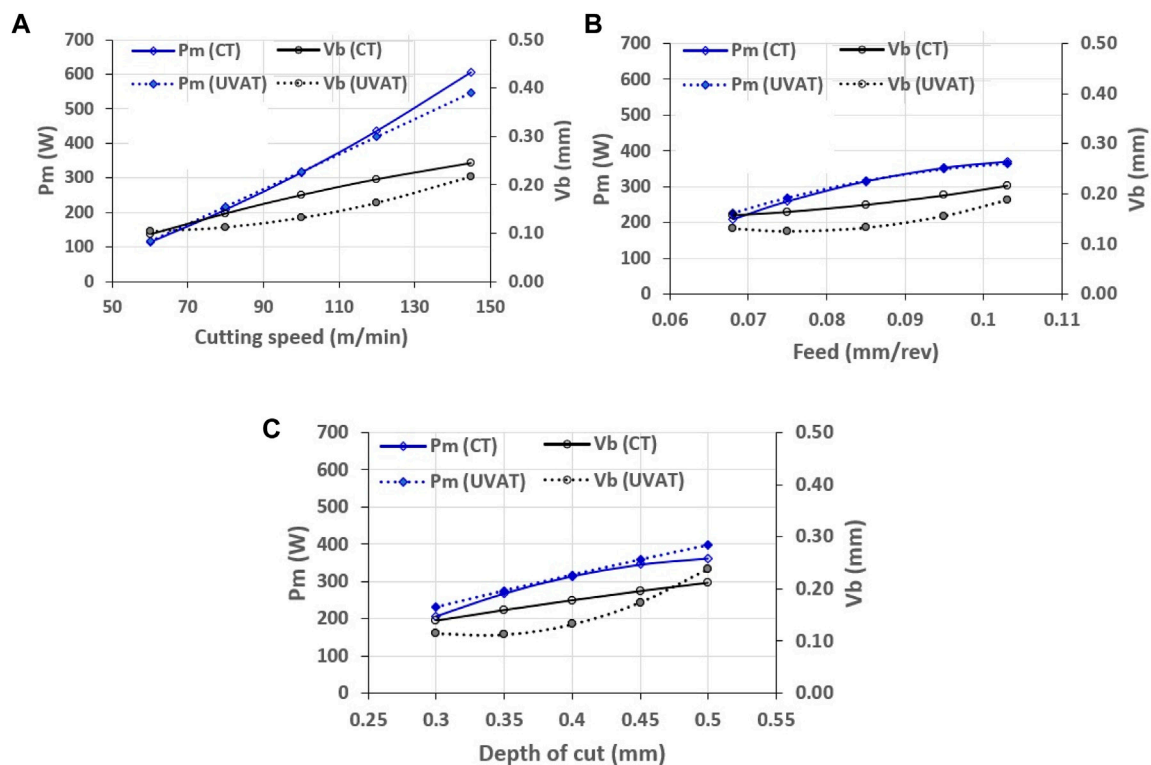 A
Pm (CT) Vb (CT)
Pm (UVAT) Vb (UVAT)
700
600
500
400
300
200
100
0
Pm (W)
0.50
0.40
0.30
0.20
0.10
0.00
Vb (mm)
50 70 90 110 130 150
Cutting speed (m/min)
B
Pm (CT) Vb (CT)
Pm (UVAT) Vb (UVAT)
700
600
500
400
300
200
100
0
Pm (W)
0.50
0.40
0.30
0.20
0.10
0.00
Vb (mm)
0.06 0.07 0.08 0.09 0.1 0.11
Feed (mm/rev)
C
Pm (CT) Vb (CT)
Pm (UVAT) Vb (UVAT)
700
600
500
400
300
200
100
0
Pm (W)
0.50
0.40
0.30
0.20
0.10
0.00
Vb (mm)
0.25 0.3 0.35 0.4 0.45 0.5 0.55
Depth of cut (mm)